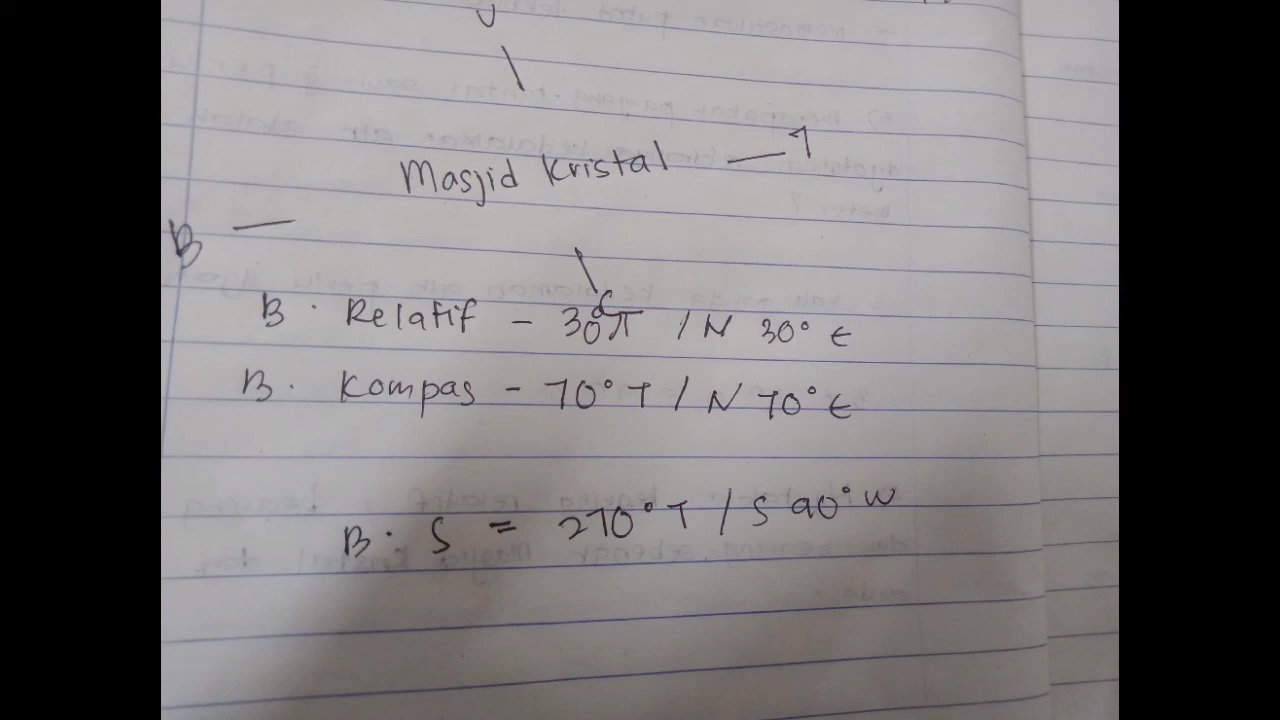 Masjid Kristal — T
B —
B. Relatif - 30°T / N 30° E
B. Kompas - 70° T / N 70° E
B. S = 270° T / S 90° W